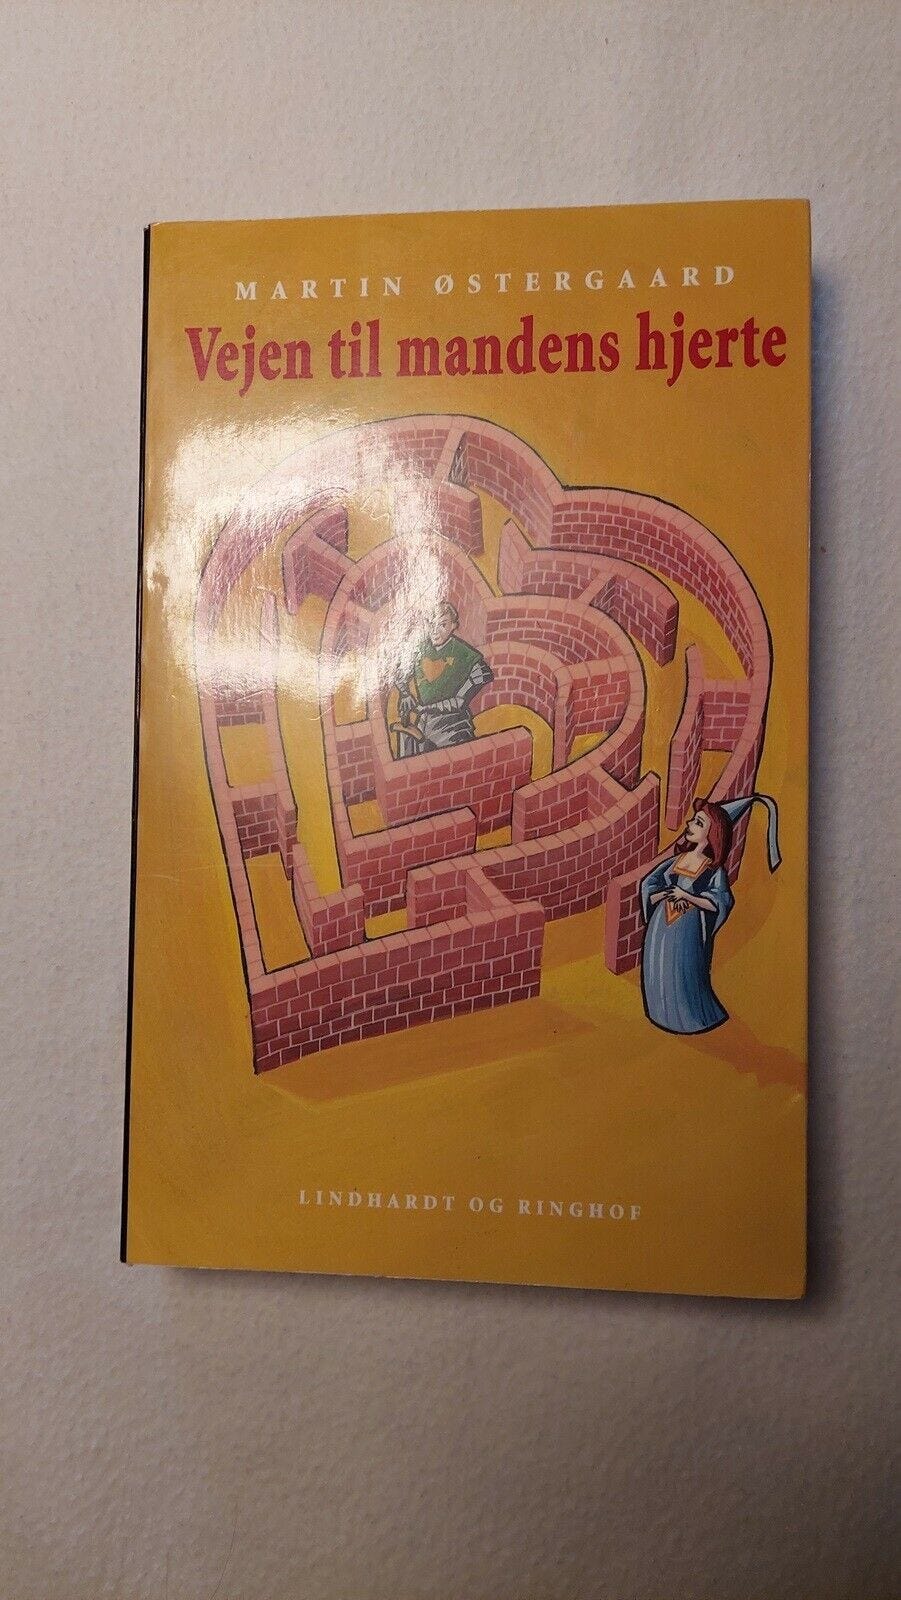 MARTIN ØSTERGAARD
Vejen til mandens hjerte
LINDHARDT OG RINGHOF